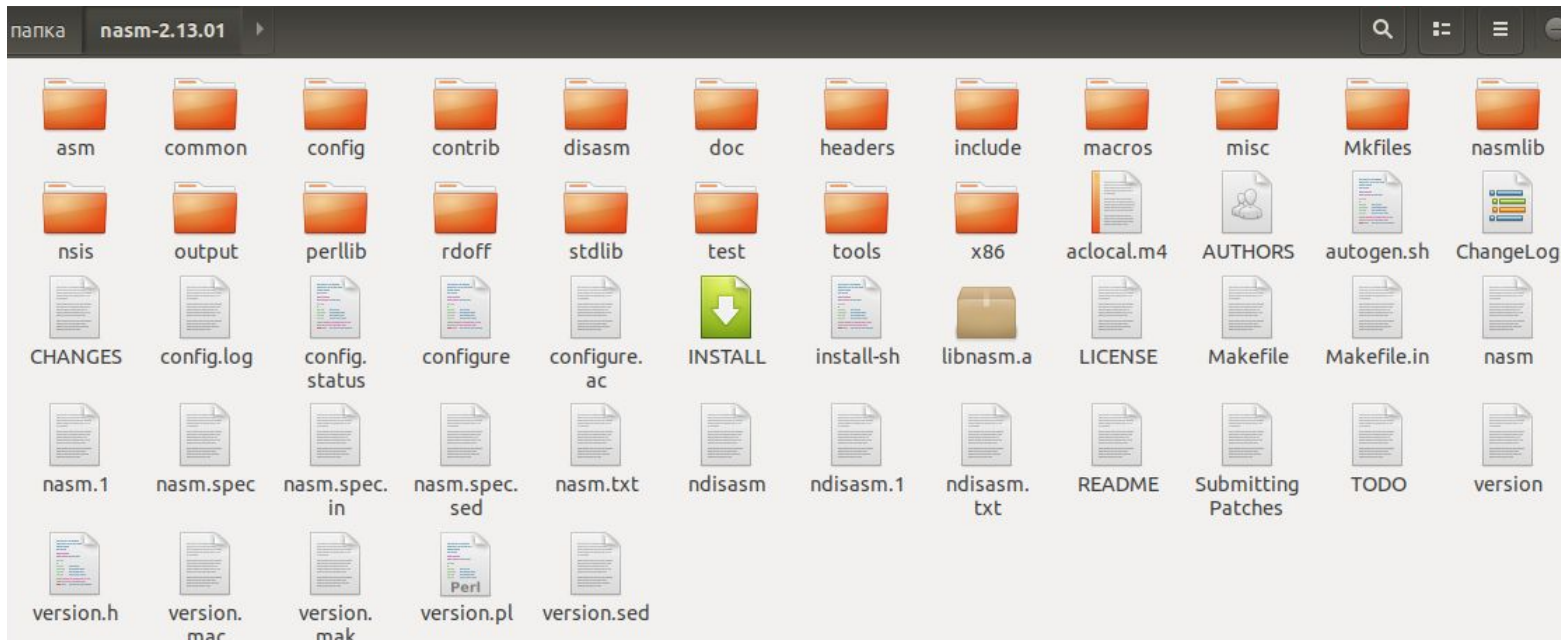 папка nasm-2.13.01
asm common config contrib disasm doc headers include macros misc Mkfiles nasmlib
nsis output perllib rdoff stdlib test tools x86 aclocal.m4 AUTHORS autogen.sh ChangeLog
CHANGES config.log config. configure configure. INSTALL install-sh libnasm.a LICENSE Makefile Makefile.in nasm
status ac
nasm.1 nasm.spec nasm.spec. nasm.spec. nasm.txt ndisasm ndisasm.1 ndisasm. README Submitting TODO version
in sed txt Patches
Perl
version.h version. version. version.pl version.sed
mac mak